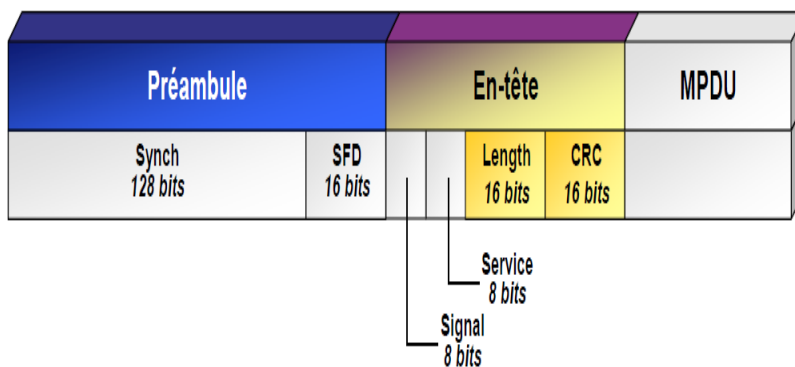 Préambule
En-tête
MPDU
Synch
128 bits
SFD
16 bits
Length
16 bits
CRC
16 bits
Service
8 bits
Signal
8 bits